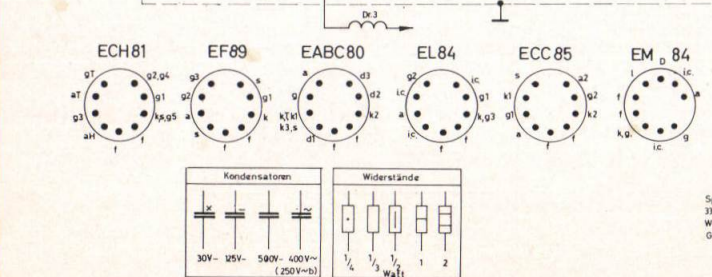 Dr.3
ECH81 EF89 EABC80 EL84 ECC85 EM D 84
gT g2,g4 g3 s a d3 g2 i.c. s a2 l i.c.
aT g1 g2 g1 g d2 i.c. g1 k1 g2 f a
g3 k,s,g5 a k k,T,k1 k2 a k,g3 g1 k2 f
aH f s f k3,s f i.c. f a f k,g. g
f f d1 f f f i.c.
Kondensatoren Widerstände
× – · ~
30V– 125V– 500V– 400V~ 1/4 1/3 1/2 1 2
(250V~b) Watt